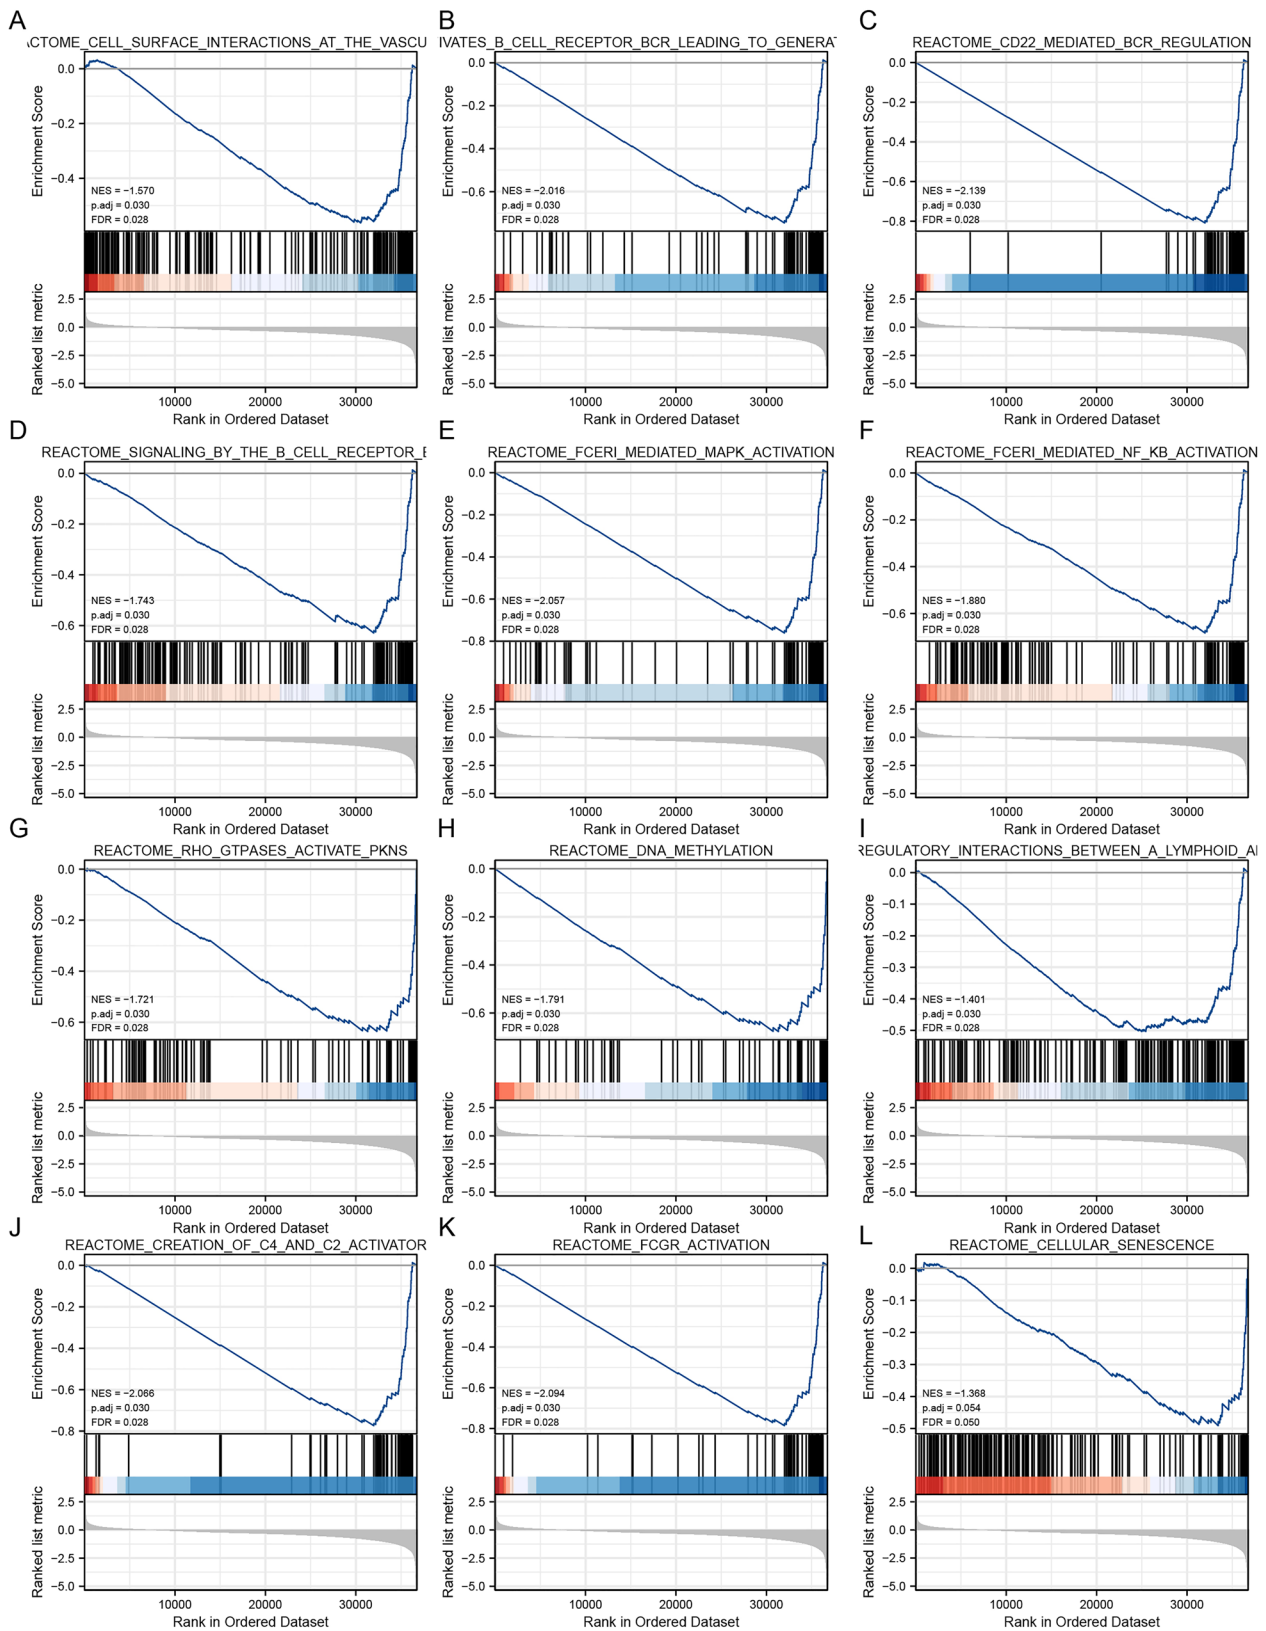 A
CTOME_CELL_SURFACE_INTERACTIONS_AT_THE_VASCU
Enrichment Score
0.0
−0.2
−0.4
NES = −1.570
p.adj = 0.030
FDR = 0.028
Ranked list metric
2.5
0.0
−2.5
−5.0
10000 20000 30000
Rank in Ordered Dataset
B
IVATES_B_CELL_RECEPTOR_BCR_LEADING_TO_GENERAT
Enrichment Score
0.0
−0.2
−0.4
−0.6
NES = −2.016
p.adj = 0.030
FDR = 0.028
Ranked list metric
2.5
0.0
−2.5
−5.0
10000 20000 30000
Rank in Ordered Dataset
C
REACTOME_CD22_MEDIATED_BCR_REGULATION
Enrichment Score
0.0
−0.2
−0.4
−0.6
−0.8
NES = −2.139
p.adj = 0.030
FDR = 0.028
Ranked list metric
2.5
0.0
−2.5
−5.0
10000 20000 30000
Rank in Ordered Dataset
D
REACTOME_SIGNALING_BY_THE_B_CELL_RECEPTOR_B
Enrichment Score
0.0
−0.2
−0.4
−0.6
NES = −1.743
p.adj = 0.030
FDR = 0.028
Ranked list metric
2.5
0.0
−2.5
−5.0
10000 20000 30000
Rank in Ordered Dataset
E
REACTOME_FCERI_MEDIATED_MAPK_ACTIVATION
Enrichment Score
0.0
−0.2
−0.4
−0.6
−0.8
NES = −2.057
p.adj = 0.030
FDR = 0.028
Ranked list metric
2.5
0.0
−2.5
−5.0
10000 20000 30000
Rank in Ordered Dataset
F
REACTOME_FCERI_MEDIATED_NF_KB_ACTIVATION
Enrichment Score
0.0
−0.2
−0.4
−0.6
NES = −1.880
p.adj = 0.030
FDR = 0.028
Ranked list metric
2.5
0.0
−2.5
−5.0
10000 20000 30000
Rank in Ordered Dataset
G
REACTOME_RHO_GTPASES_ACTIVATE_PKNS
Enrichment Score
0.0
−0.2
−0.4
−0.6
NES = −1.721
p.adj = 0.030
FDR = 0.028
Ranked list metric
2.5
0.0
−2.5
−5.0
10000 20000 30000
Rank in Ordered Dataset
H
REACTOME_DNA_METHYLATION
Enrichment Score
0.0
−0.2
−0.4
−0.6
NES = −1.791
p.adj = 0.030
FDR = 0.028
Ranked list metric
2.5
0.0
−2.5
−5.0
10000 20000 30000
Rank in Ordered Dataset
I
REGULATORY_INTERACTIONS_BETWEEN_A_LYMPHOID_AI
Enrichment Score
0.0
−0.1
−0.2
−0.3
−0.4
−0.5
NES = −1.401
p.adj = 0.030
FDR = 0.028
Ranked list metric
2.5
0.0
−2.5
−5.0
10000 20000 30000
Rank in Ordered Dataset
J
REACTOME_CREATION_OF_C4_AND_C2_ACTIVATOR
Enrichment Score
0.0
−0.2
−0.4
−0.6
−0.8
NES = −2.066
p.adj = 0.030
FDR = 0.028
Ranked list metric
2.5
0.0
−2.5
−5.0
10000 20000 30000
Rank in Ordered Dataset
K
REACTOME_FCGR_ACTIVATION
Enrichment Score
0.0
−0.2
−0.4
−0.6
−0.8
NES = −2.094
p.adj = 0.030
FDR = 0.028
Ranked list metric
2.5
0.0
−2.5
−5.0
10000 20000 30000
Rank in Ordered Dataset
L
REACTOME_CELLULAR_SENESCENCE
Enrichment Score
0.0
−0.1
−0.2
−0.3
−0.4
−0.5
NES = −1.368
p.adj = 0.054
FDR = 0.050
Ranked list metric
2.5
0.0
−2.5
−5.0
10000 20000 30000
Rank in Ordered Dataset